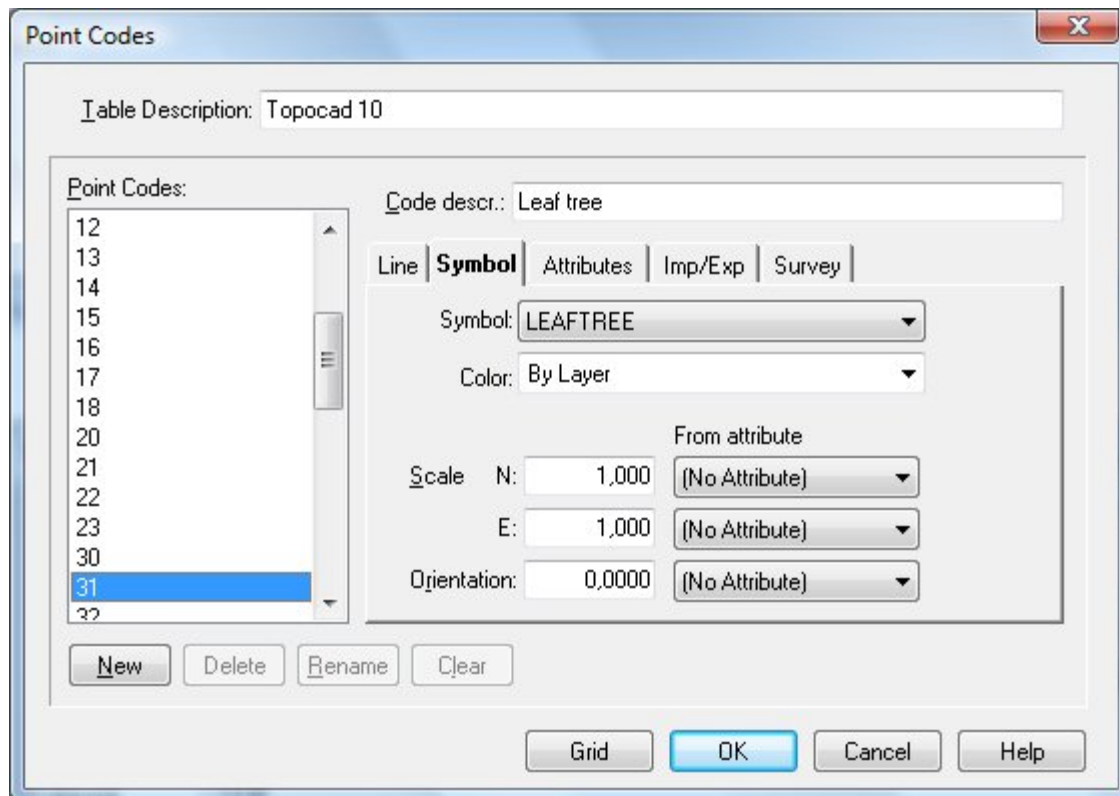 Point Codes
Table Description: Topocad 10
Point Codes:
12
13
14
15
16
17
18
20
21
22
23
30
31
32
Code descr.: Leaf tree
Line Symbol Attributes Imp/Exp Survey
Symbol: LEAFTREE
Color: By Layer
From attribute
Scale N: 1,000 (No Attribute)
E: 1,000 (No Attribute)
Orientation: 0,0000 (No Attribute)
New Delete Rename Clear
Grid OK Cancel Help